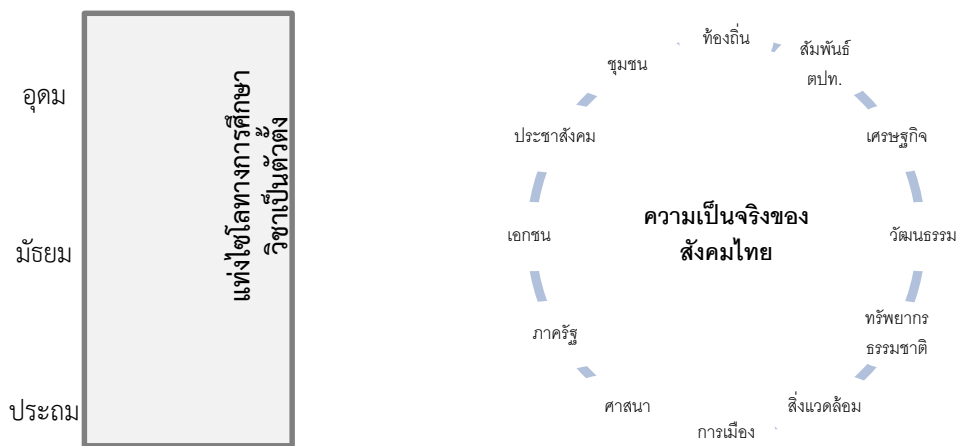 อุดม
มัธยม
ประถม
แท่งไซโลทางการศึกษา
วิชาเป็นตัวตั้ง
ท้องถิ่น
สัมพันธ์
ตปท.
เศรษฐกิจ
วัฒนธรรม
ทรัพยากร
ธรรมชาติ
สิ่งแวดล้อม
การเมือง
ศาสนา
ภาครัฐ
เอกชน
ประชาสังคม
ชุมชน
ความเป็นจริงของ
สังคมไทย